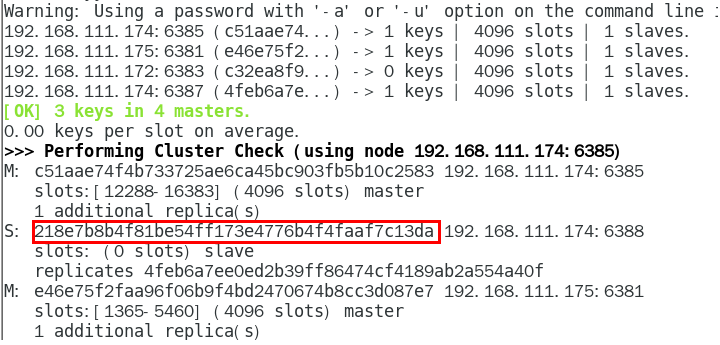 Warning: Using a password with '-a' or '-u' option on the command line i
192.168.111.174:6385 (c51aae74...) -> 1 keys | 4096 slots | 1 slaves.
192.168.111.175:6381 (e46e75f2...) -> 1 keys | 4096 slots | 1 slaves.
192.168.111.172:6383 (c32ea8f9...) -> 0 keys | 4096 slots | 1 slaves.
192.168.111.174:6387 (4feb6a7e...) -> 1 keys | 4096 slots | 1 slaves.
[OK] 3 keys in 4 masters.
0.00 keys per slot on average.
>>> Performing Cluster Check (using node 192.168.111.174:6385)
M: c51aae74f4b733725ae6ca45bc903fb5b10c2583 192.168.111.174:6385
slots:[12288-16383] (4096 slots) master
1 additional replica(s)
S: 218e7b8b4f81be54ff173e4776b4f4faaf7c13da 192.168.111.174:6388
slots: (0 slots) slave
replicates 4feb6a7ee0ed2b39ff86474cf4189ab2a554a40f
M: e46e75f2faa96f06b9f4bd2470674b8cc3d087e7 192.168.111.175:6381
slots:[1365-5460] (4096 slots) master
1 additional replica(s)